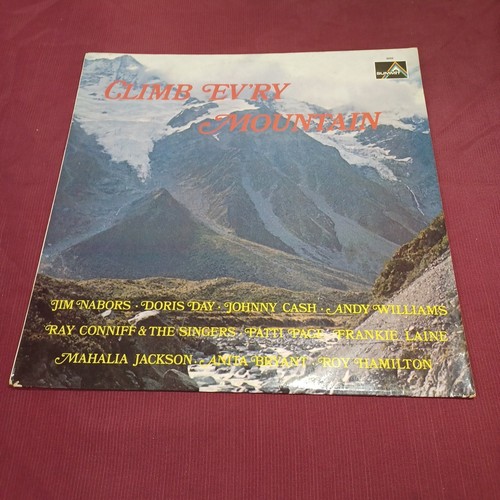 SUMMIT
CLIMB EV'RY
MOUNTAIN
JIM NABORS · DORIS DAY · JOHNNY CASH · ANDY WILLIAMS
RAY CONNIFF & THE SINGERS · PATTI PAGE · FRANKIE LAINE
MAHALIA JACKSON · ANITA BRYANT · ROY HAMILTON